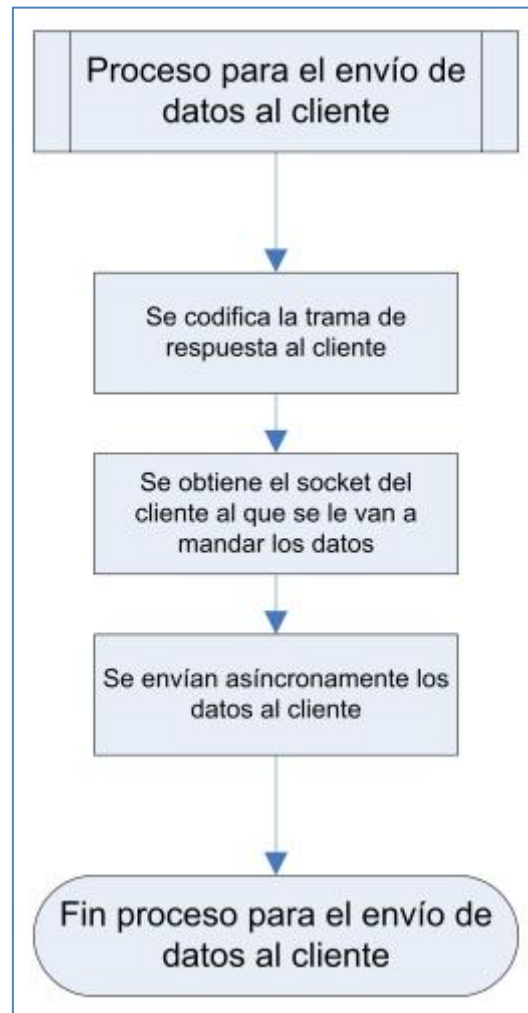 Proceso para el envío de
datos al cliente
Se codifica la trama de
respuesta al cliente
Se obtiene el socket del
cliente al que se le van a
mandar los datos
Se envían asíncronamente los
datos al cliente
Fin proceso para el envío de
datos al cliente